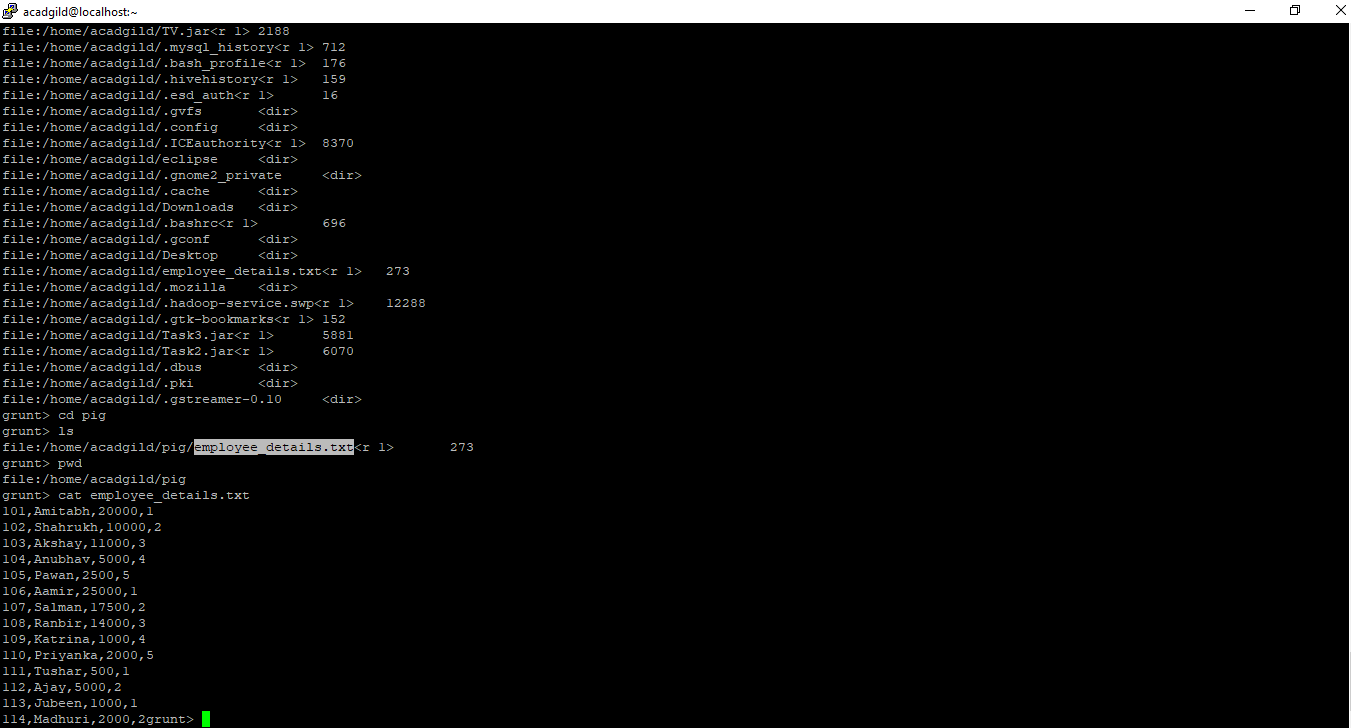 acadgild@localhost:~
file:/home/acadgild/TV.jar<r 1> 2188
file:/home/acadgild/.mysql_history<r 1> 712
file:/home/acadgild/.bash_profile<r 1>  176
file:/home/acadgild/.hivehistory<r 1>   159
file:/home/acadgild/.esd_auth<r 1>      16
file:/home/acadgild/.gvfs       <dir>
file:/home/acadgild/.config     <dir>
file:/home/acadgild/.ICEauthority<r 1>  8370
file:/home/acadgild/eclipse     <dir>
file:/home/acadgild/.gnome2_private     <dir>
file:/home/acadgild/.cache      <dir>
file:/home/acadgild/Downloads   <dir>
file:/home/acadgild/.bashrc<r 1>        696
file:/home/acadgild/.gconf      <dir>
file:/home/acadgild/Desktop     <dir>
file:/home/acadgild/employee_details.txt<r 1>   273
file:/home/acadgild/.mozilla    <dir>
file:/home/acadgild/.hadoop-service.swp<r 1>    12288
file:/home/acadgild/.gtk-bookmarks<r 1> 152
file:/home/acadgild/Task3.jar<r 1>      5881
file:/home/acadgild/Task2.jar<r 1>      6070
file:/home/acadgild/.dbus       <dir>
file:/home/acadgild/.pki        <dir>
file:/home/acadgild/.gstreamer-0.10     <dir>
grunt> cd pig
grunt> ls
file:/home/acadgild/pig/employee_details.txt<r 1>       273
grunt> pwd
file:/home/acadgild/pig
grunt> cat employee_details.txt
101,Amitabh,20000,1
102,Shahrukh,10000,2
103,Akshay,11000,3
104,Anubhav,5000,4
105,Pawan,2500,5
106,Aamir,25000,1
107,Salman,17500,2
108,Ranbir,14000,3
109,Katrina,1000,4
110,Priyanka,2000,5
111,Tushar,500,1
112,Ajay,5000,2
113,Jubeen,1000,1
114,Madhuri,2000,2grunt>